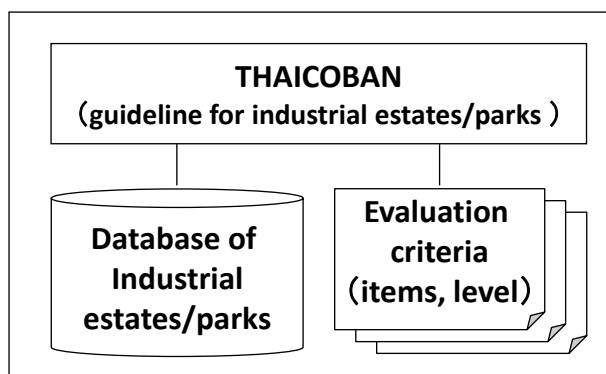 THAICOBAN
（guideline for industrial estates/parks ）
Database of
Industrial
estates/parks
Evaluation
criteria
（items, level）